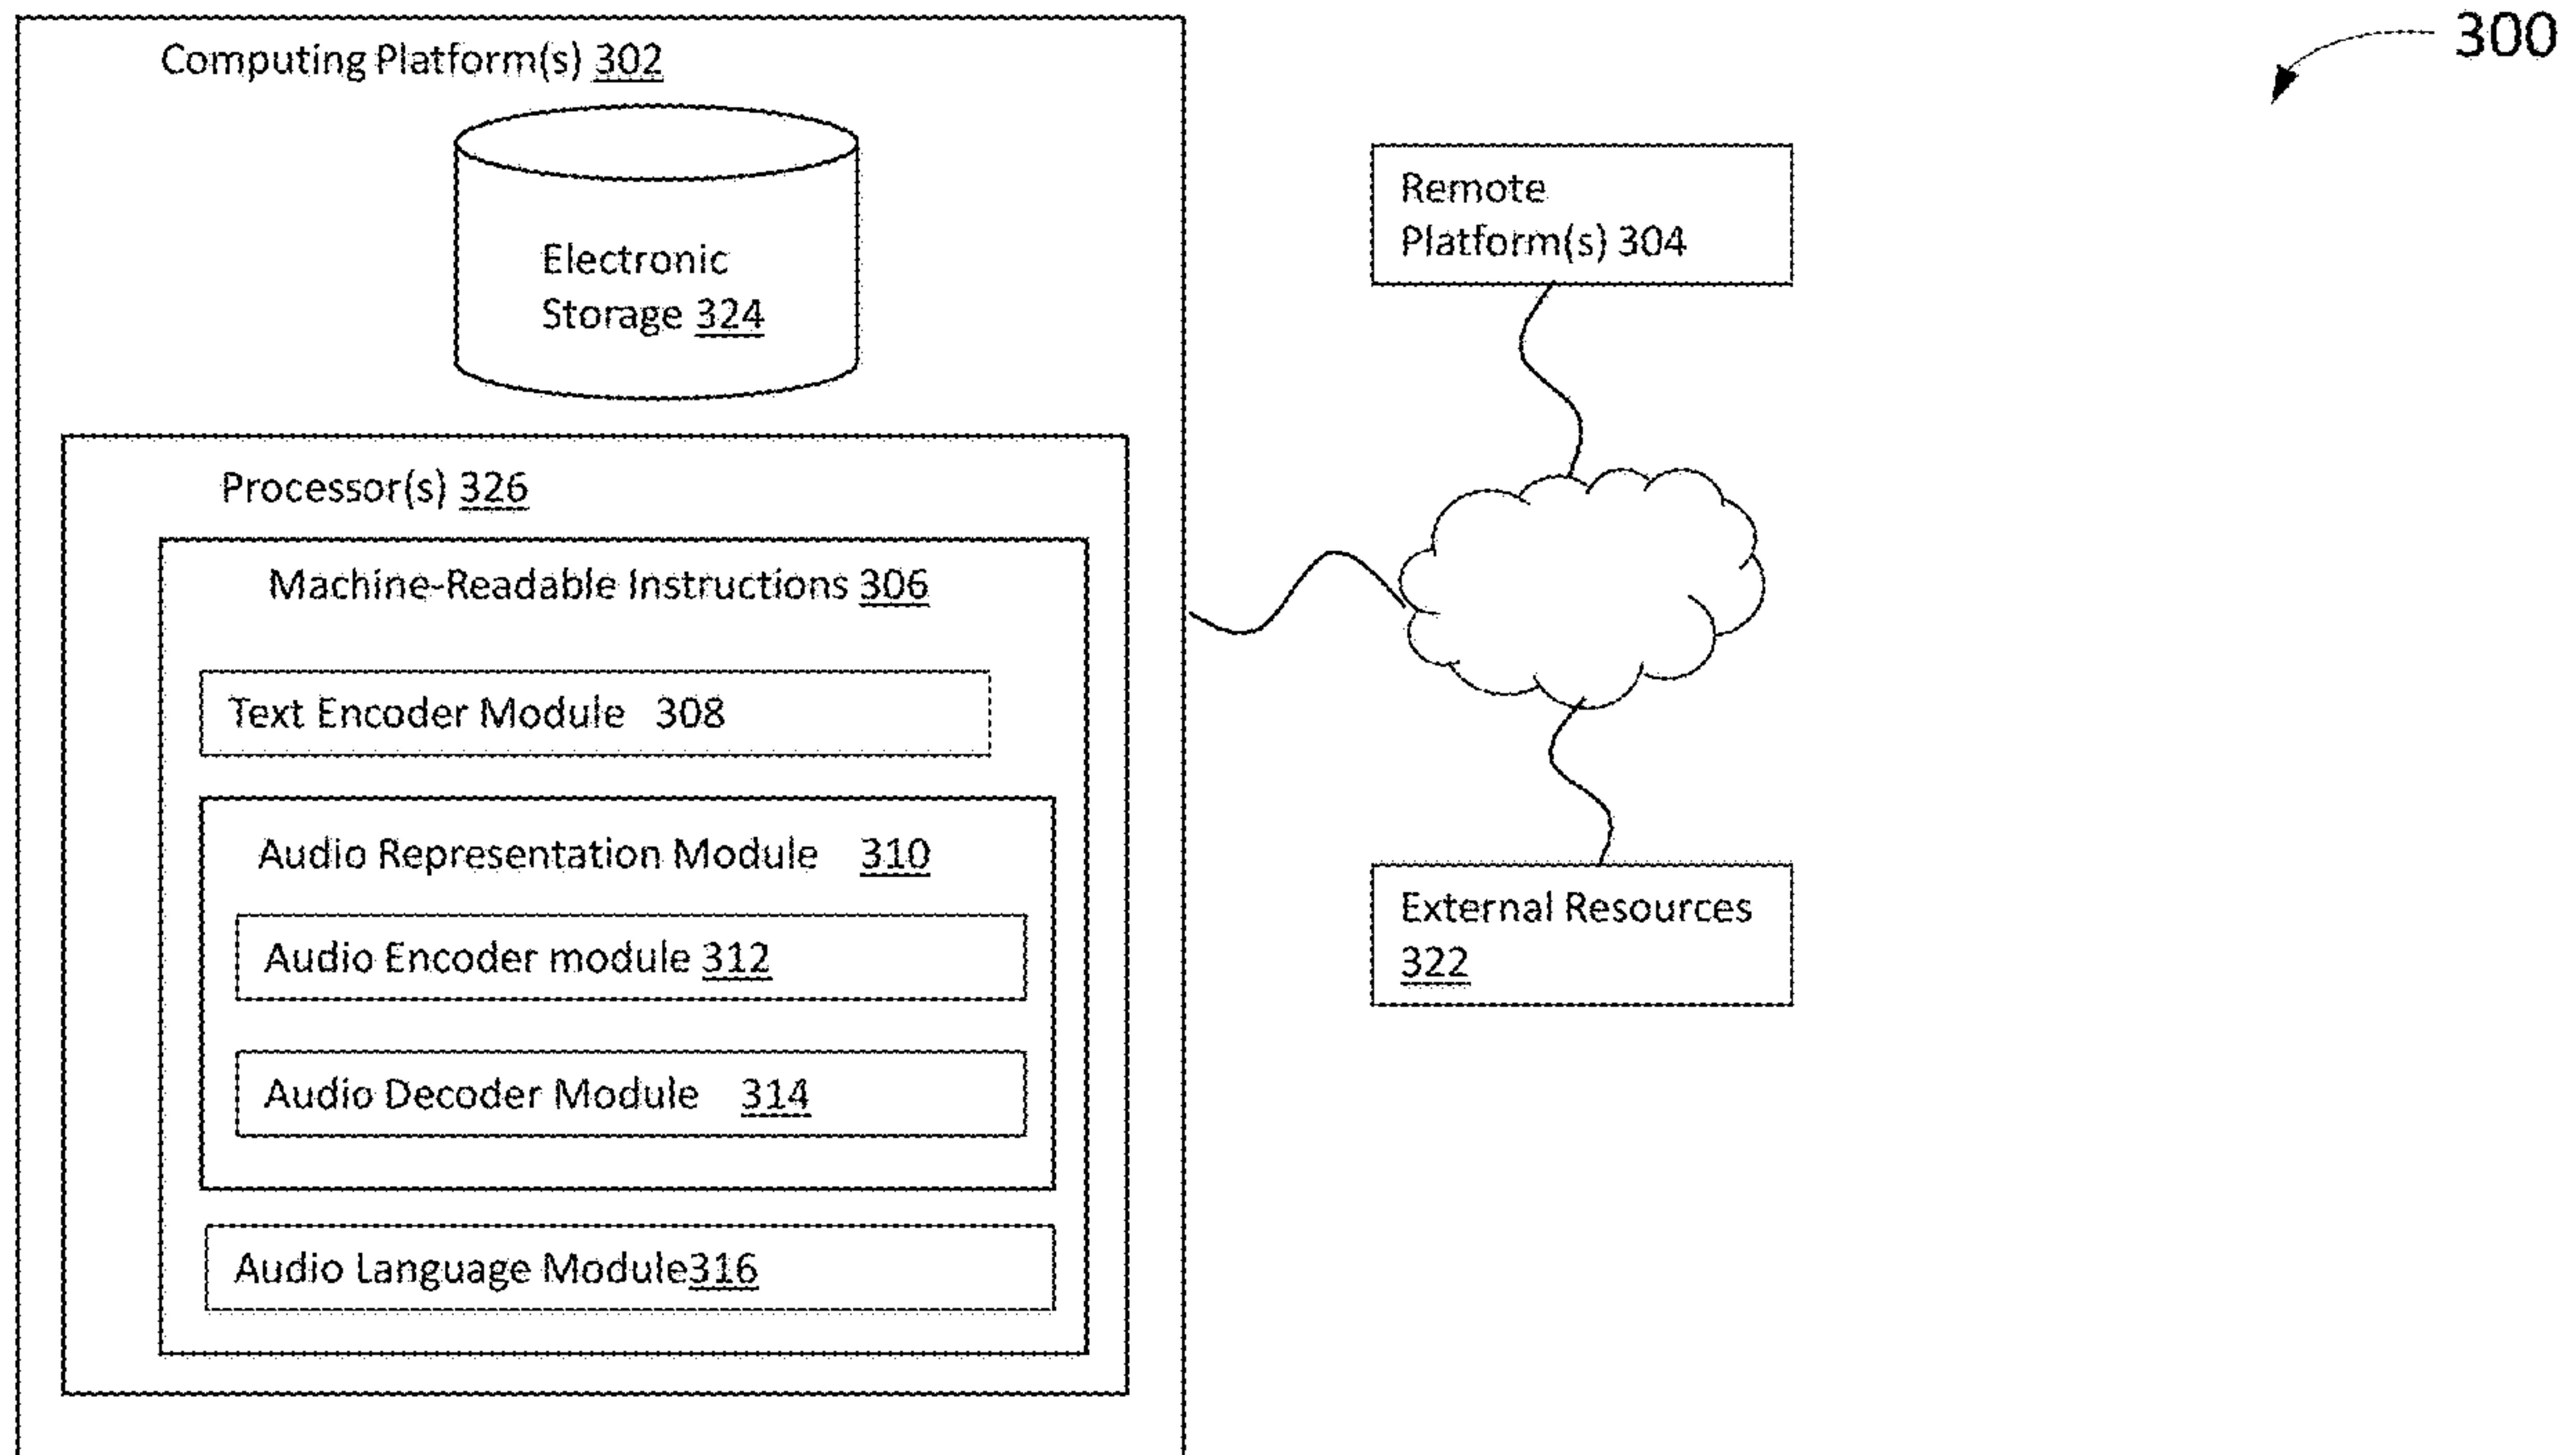 300
Computing Platform(s) 302
Electronic
Storage 324
Processor(s) 326
Machine-Readable Instructions 306
Text Encoder Module 308
Audio Representation Module 310
Audio Encoder module 312
Audio Decoder Module 314
Audio Language Module316
Remote
Platform(s) 304
External Resources
322